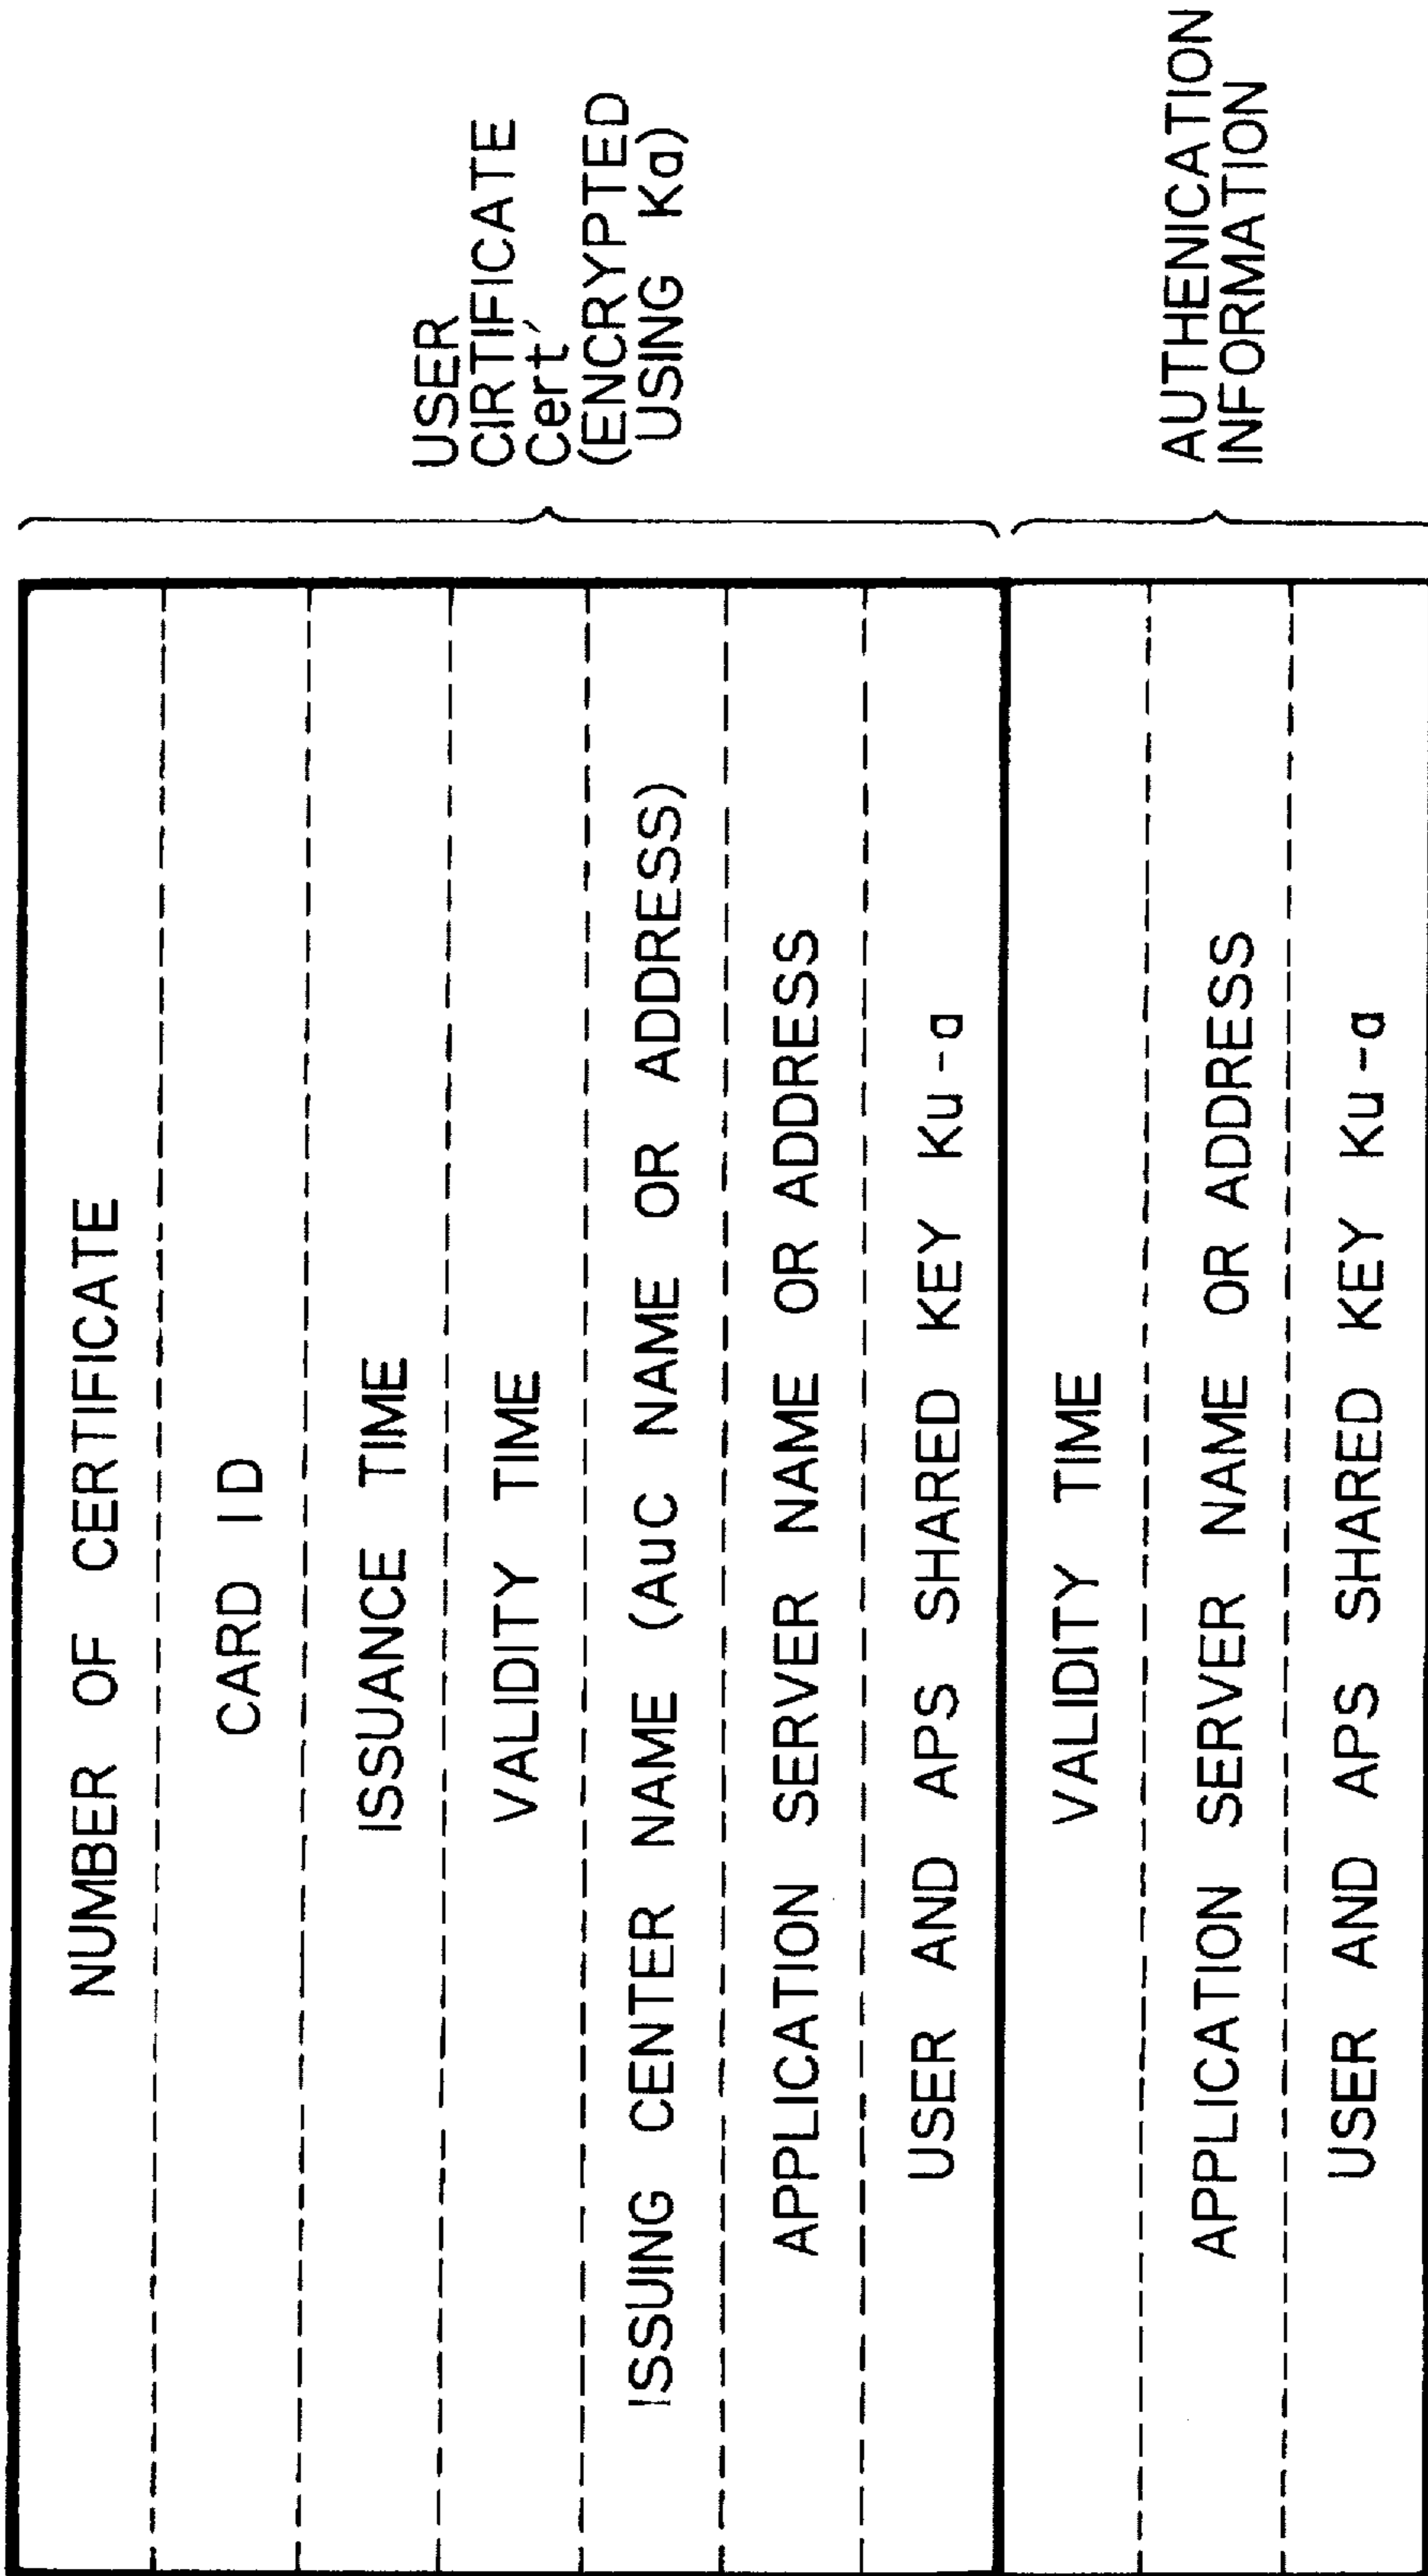 NUMBER OF CERTIFICATE
CARD ID
ISSUANCE TIME
VALIDITY TIME
ISSUING CENTER NAME (AuC NAME OR ADDRESS)
APPLICATION SERVER NAME OR ADDRESS
USER AND APS SHARED KEY Ku-a
USER
CIRTIFICATE
Cert′
(ENCRYPTED
USING Ka)
VALIDITY TIME
APPLICATION SERVER NAME OR ADDRESS
USER AND APS SHARED KEY Ku-a
AUTHENICATION
INFORMATION